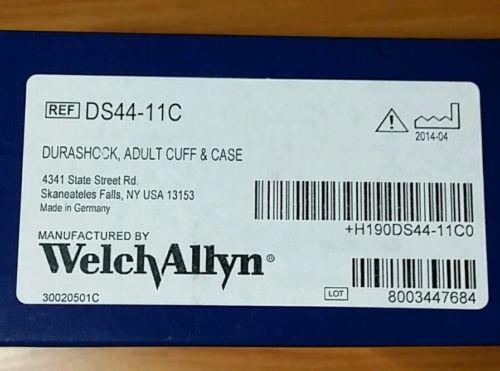 REF DS44-11C
2014-04
DURASHOCK, ADULT CUFF & CASE
4341 State Street Rd.
Skaneateles Falls, NY USA 13153
Made in Germany
+H190DS44-11C0
MANUFACTURED BY
WelchAllyn®
30020501C
LOT 8003447684